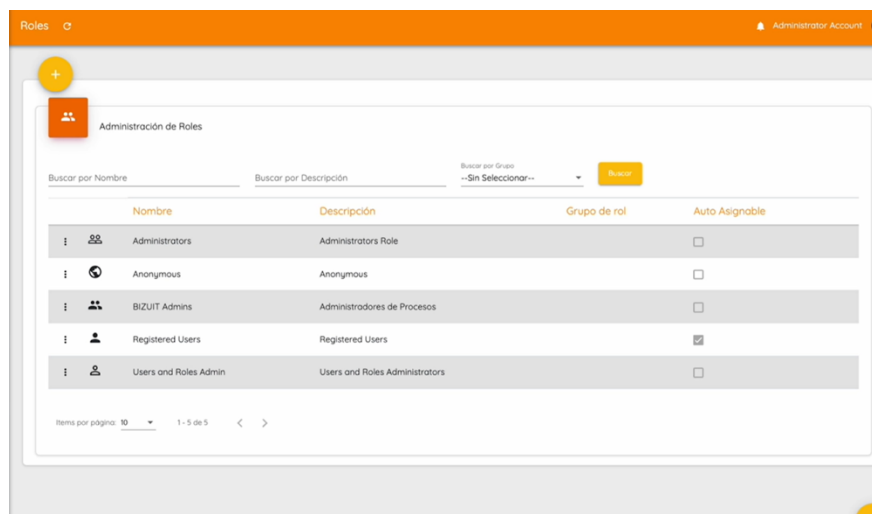 Roles
Administrator Account
Administración de Roles
Buscar por Nombre
Buscar por Descripción
Buscar por Grupo
--Sin Seleccionar--
Buscar
Nombre Descripción Grupo de rol Auto Asignable
Administrators Administrators Role
Anonymous Anonymous
BIZUIT Admins Administradores de Procesos
Registered Users Registered Users
Users and Roles Admin Users and Roles Administrators
Items por página: 10 1 - 5 de 5